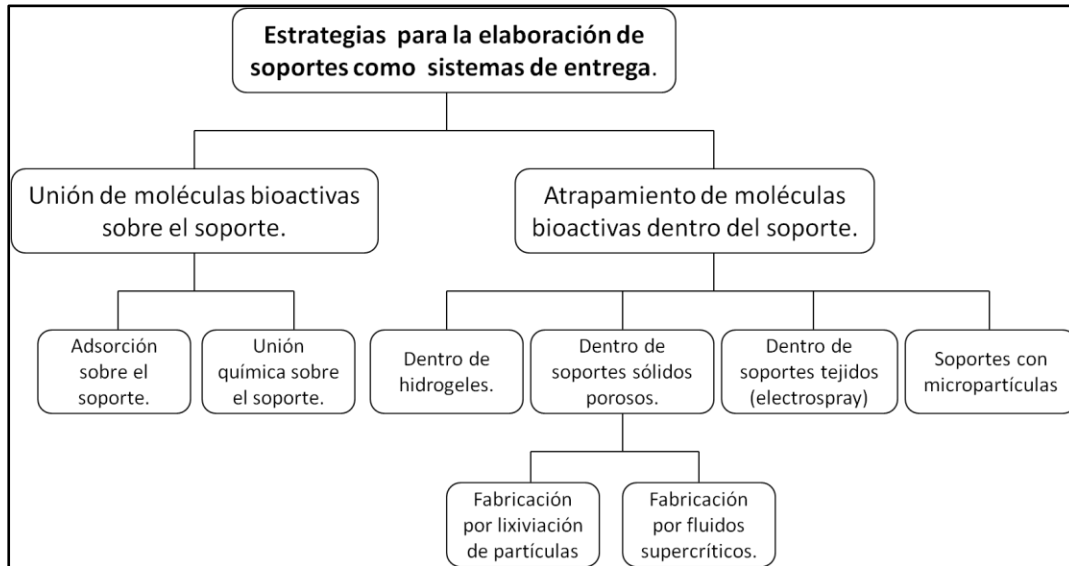 Estrategias para la elaboración de
soportes como sistemas de entrega.
Unión de moléculas bioactivas
sobre el soporte.
Atrapamiento de moléculas
bioactivas dentro del soporte.
Adsorción
sobre el
soporte.
Unión
química sobre
el soporte.
Dentro de
hidrogeles.
Dentro de
soportes sólidos
porosos.
Dentro de
soportes tejidos
(electrospray)
Soportes con
micropartículas
Fabricación
por lixiviación
de partículas
Fabricación
por fluidos
supercríticos.